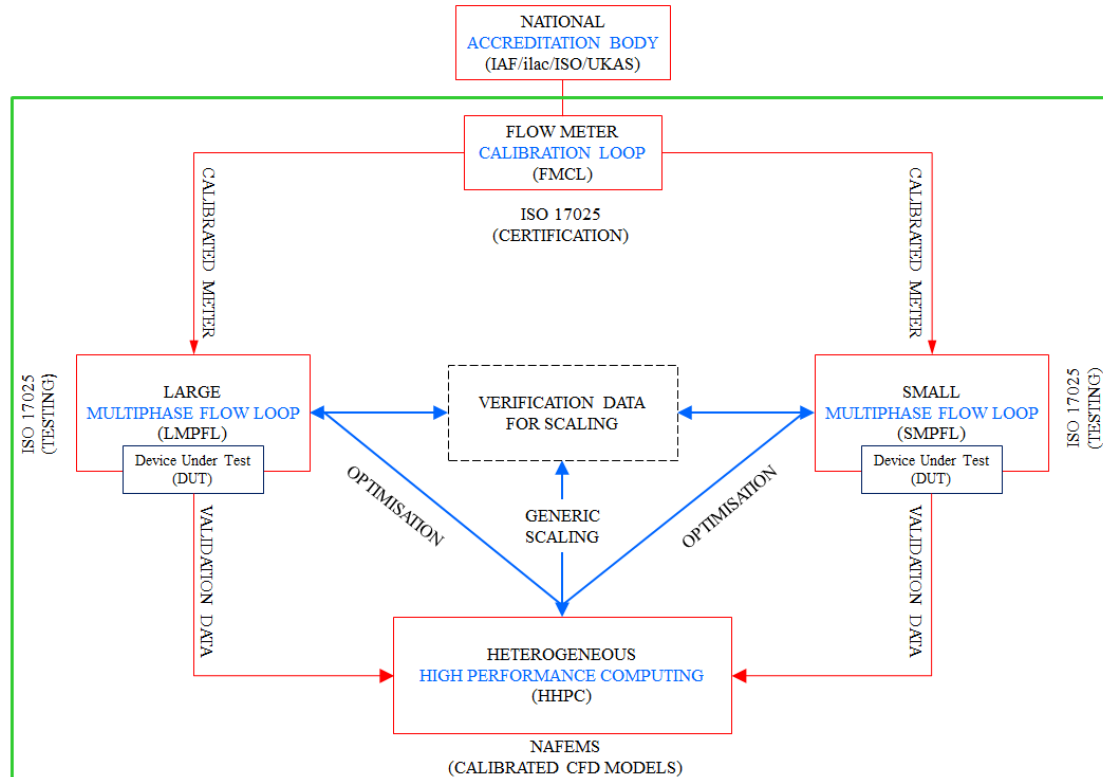 NATIONAL
ACCREDITATION BODY
(IAF/ilac/ISO/UKAS)
FLOW METER
CALIBRATION LOOP
(FMCL)
ISO 17025
(CERTIFICATION)
CALIBRATED METER
CALIBRATED METER
ISO 17025
(TESTING)
LARGE
MULTIPHASE FLOW LOOP
(LMPFL)
Device Under Test
(DUT)
VERIFICATION DATA
FOR SCALING
SMALL
MULTIPHASE FLOW LOOP
(SMPFL)
Device Under Test
(DUT)
ISO 17025
(TESTING)
VALIDATION DATA
OPTIMISATION
GENERIC
SCALING
OPTIMISATION
VALIDATION DATA
HETEROGENEOUS
HIGH PERFORMANCE COMPUTING
(HHPC)
NAFEMS
(CALIBRATED CFD MODELS)